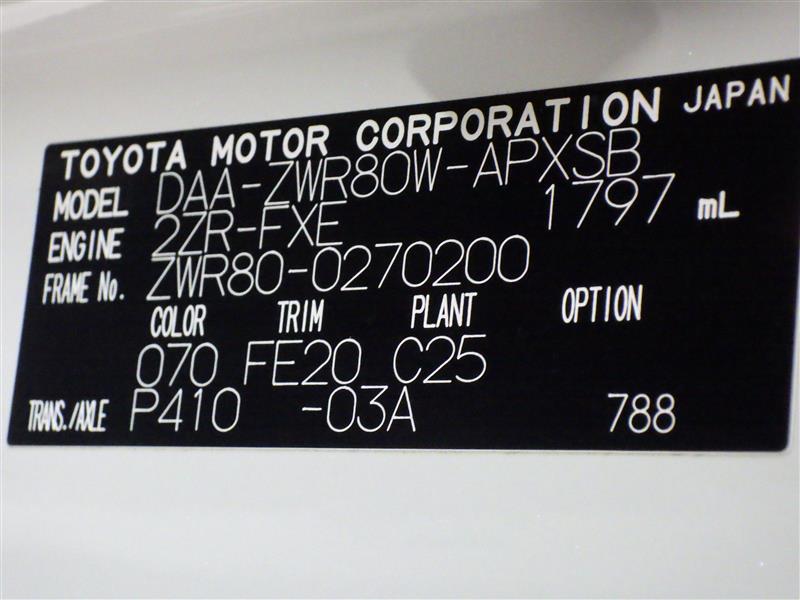 TOYOTA MOTOR CORPORATION JAPAN
MODEL DAA-ZWR80W-APXSB
ENGINE 2ZR-FXE 1797 mL
FRAME No. ZWR80-0270200
COLOR TRIM PLANT OPTION
070 FE20 C25
TRANS./AXLE P410 -03A 788